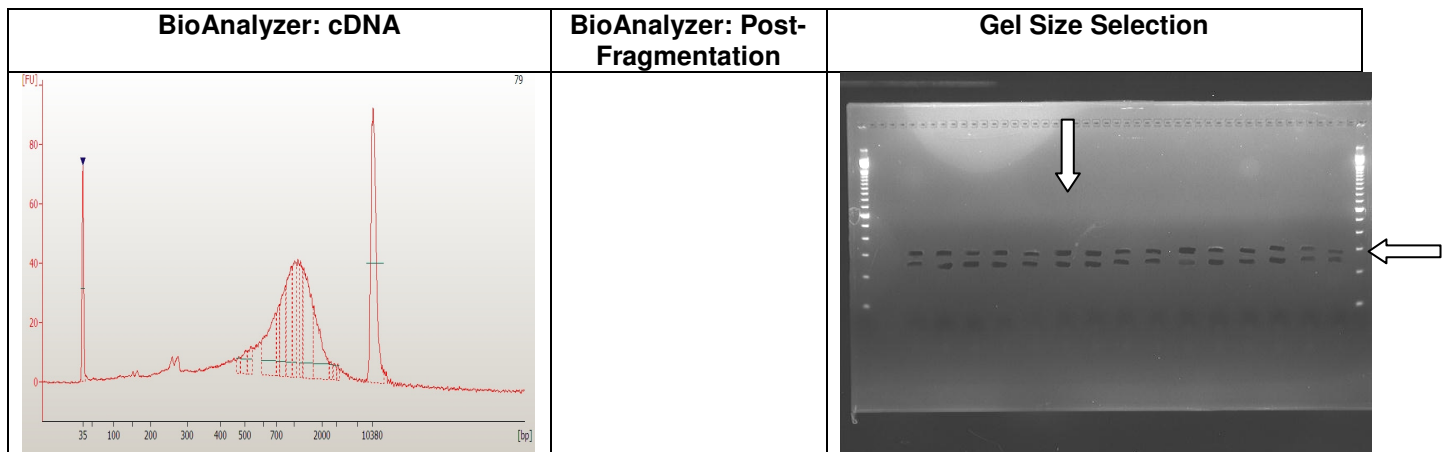 BioAnalyzer: cDNA
BioAnalyzer: Post-
Fragmentation
Gel Size Selection
[FU]
79
80
60
40
20
0
35 100 200 300 400 500 700 2000 10380 [bp]